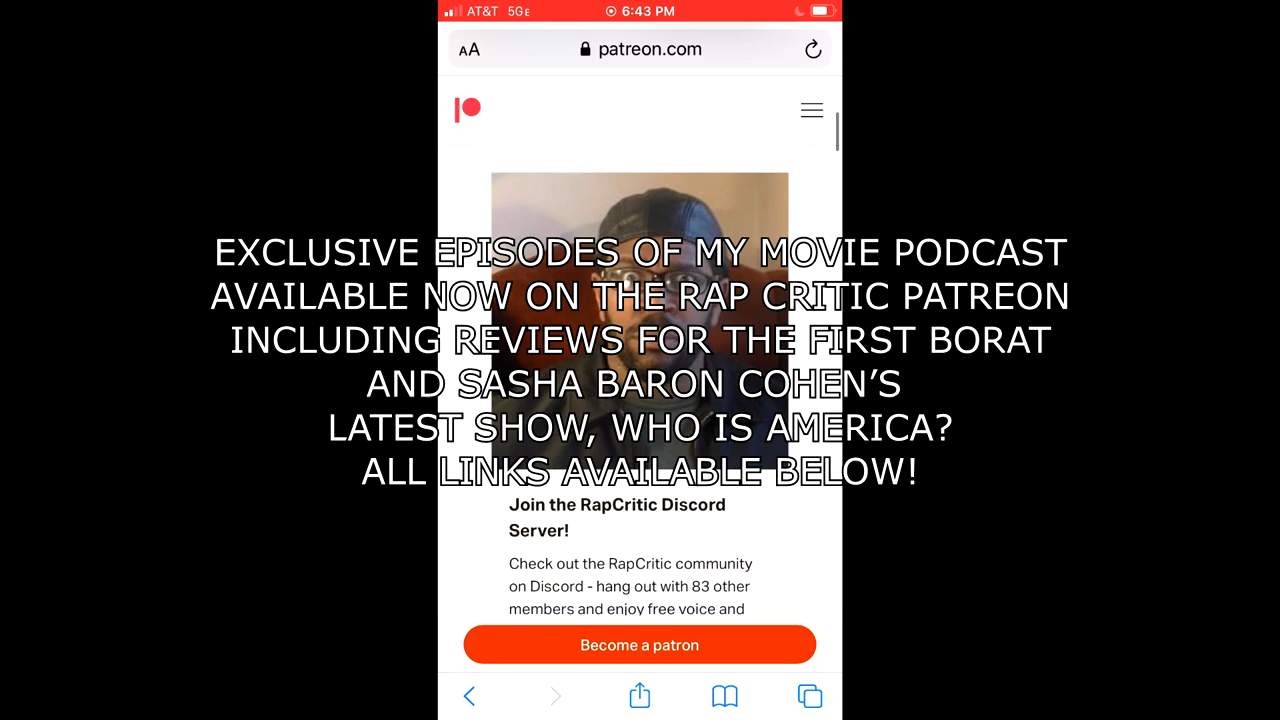 AT&T 5GE 6:43 PM
AA patreon.com
EXCLUSIVE EPISODES OF MY MOVIE PODCAST
AVAILABLE NOW ON THE RAP CRITIC PATREON
INCLUDING REVIEWS FOR THE FIRST BORAT
AND SASHA BARON COHEN’S
LATEST SHOW, WHO IS AMERICA?
ALL LINKS AVAILABLE BELOW!
Join the RapCritic Discord
Server!
Check out the RapCritic community
on Discord - hang out with 83 other
members and enjoy free voice and
Become a patron